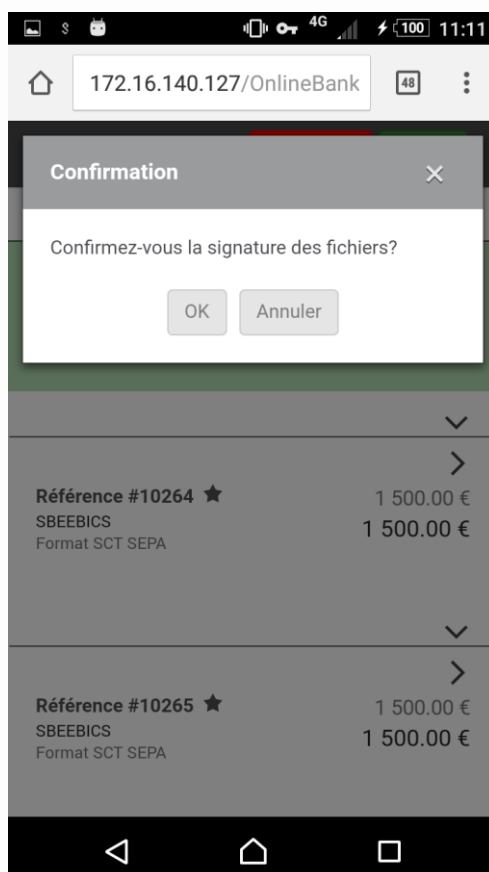 4G 100 11:11
172.16.140.127/OnlineBank 48
Confirmation
Confirmez-vous la signature des fichiers?
OK Annuler
Référence #10264 1 500.00 €
SBEEBICS 1 500.00 €
Format SCT SEPA
Référence #10265 1 500.00 €
SBEEBICS 1 500.00 €
Format SCT SEPA